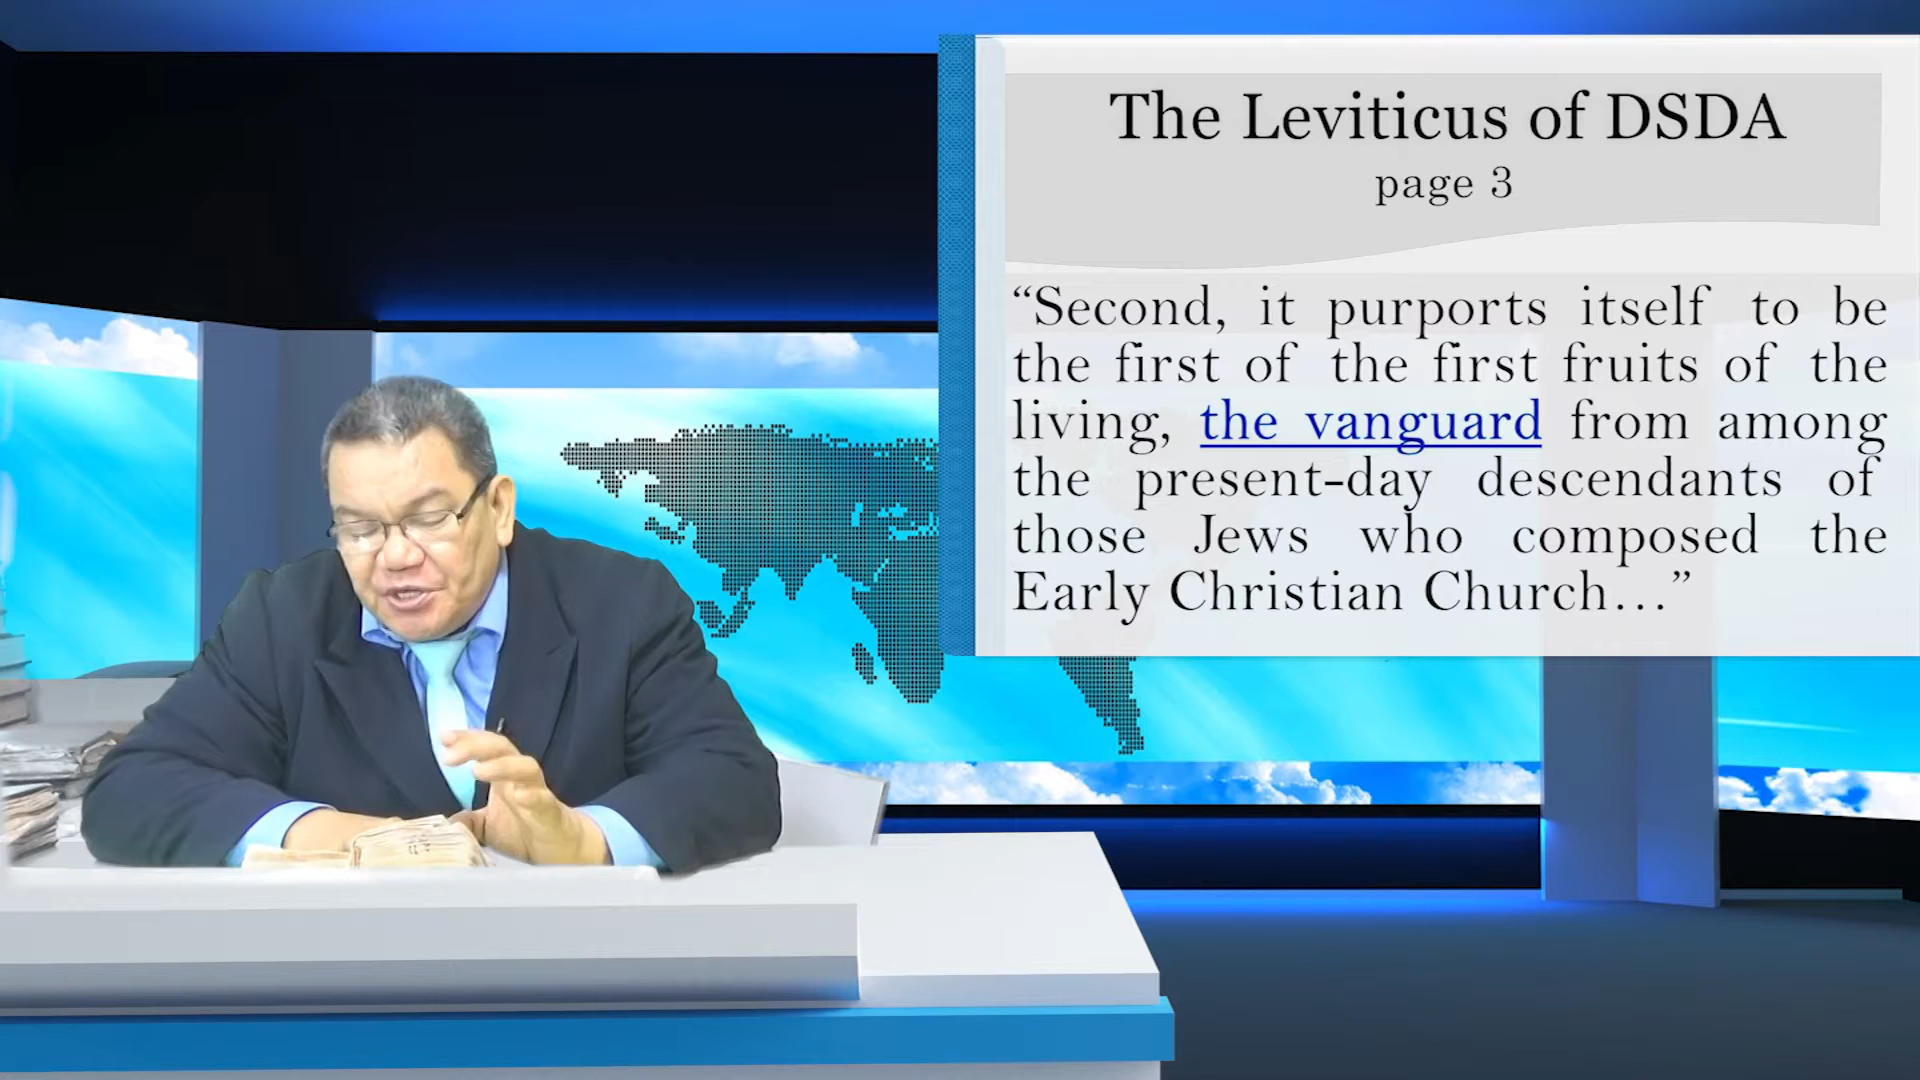 The Leviticus of DSDA
page 3
“Second, it purports itself to be
the first of the first fruits of the
living, the vanguard from among
the present-day descendants of
those Jews who composed the
Early Christian Church…”